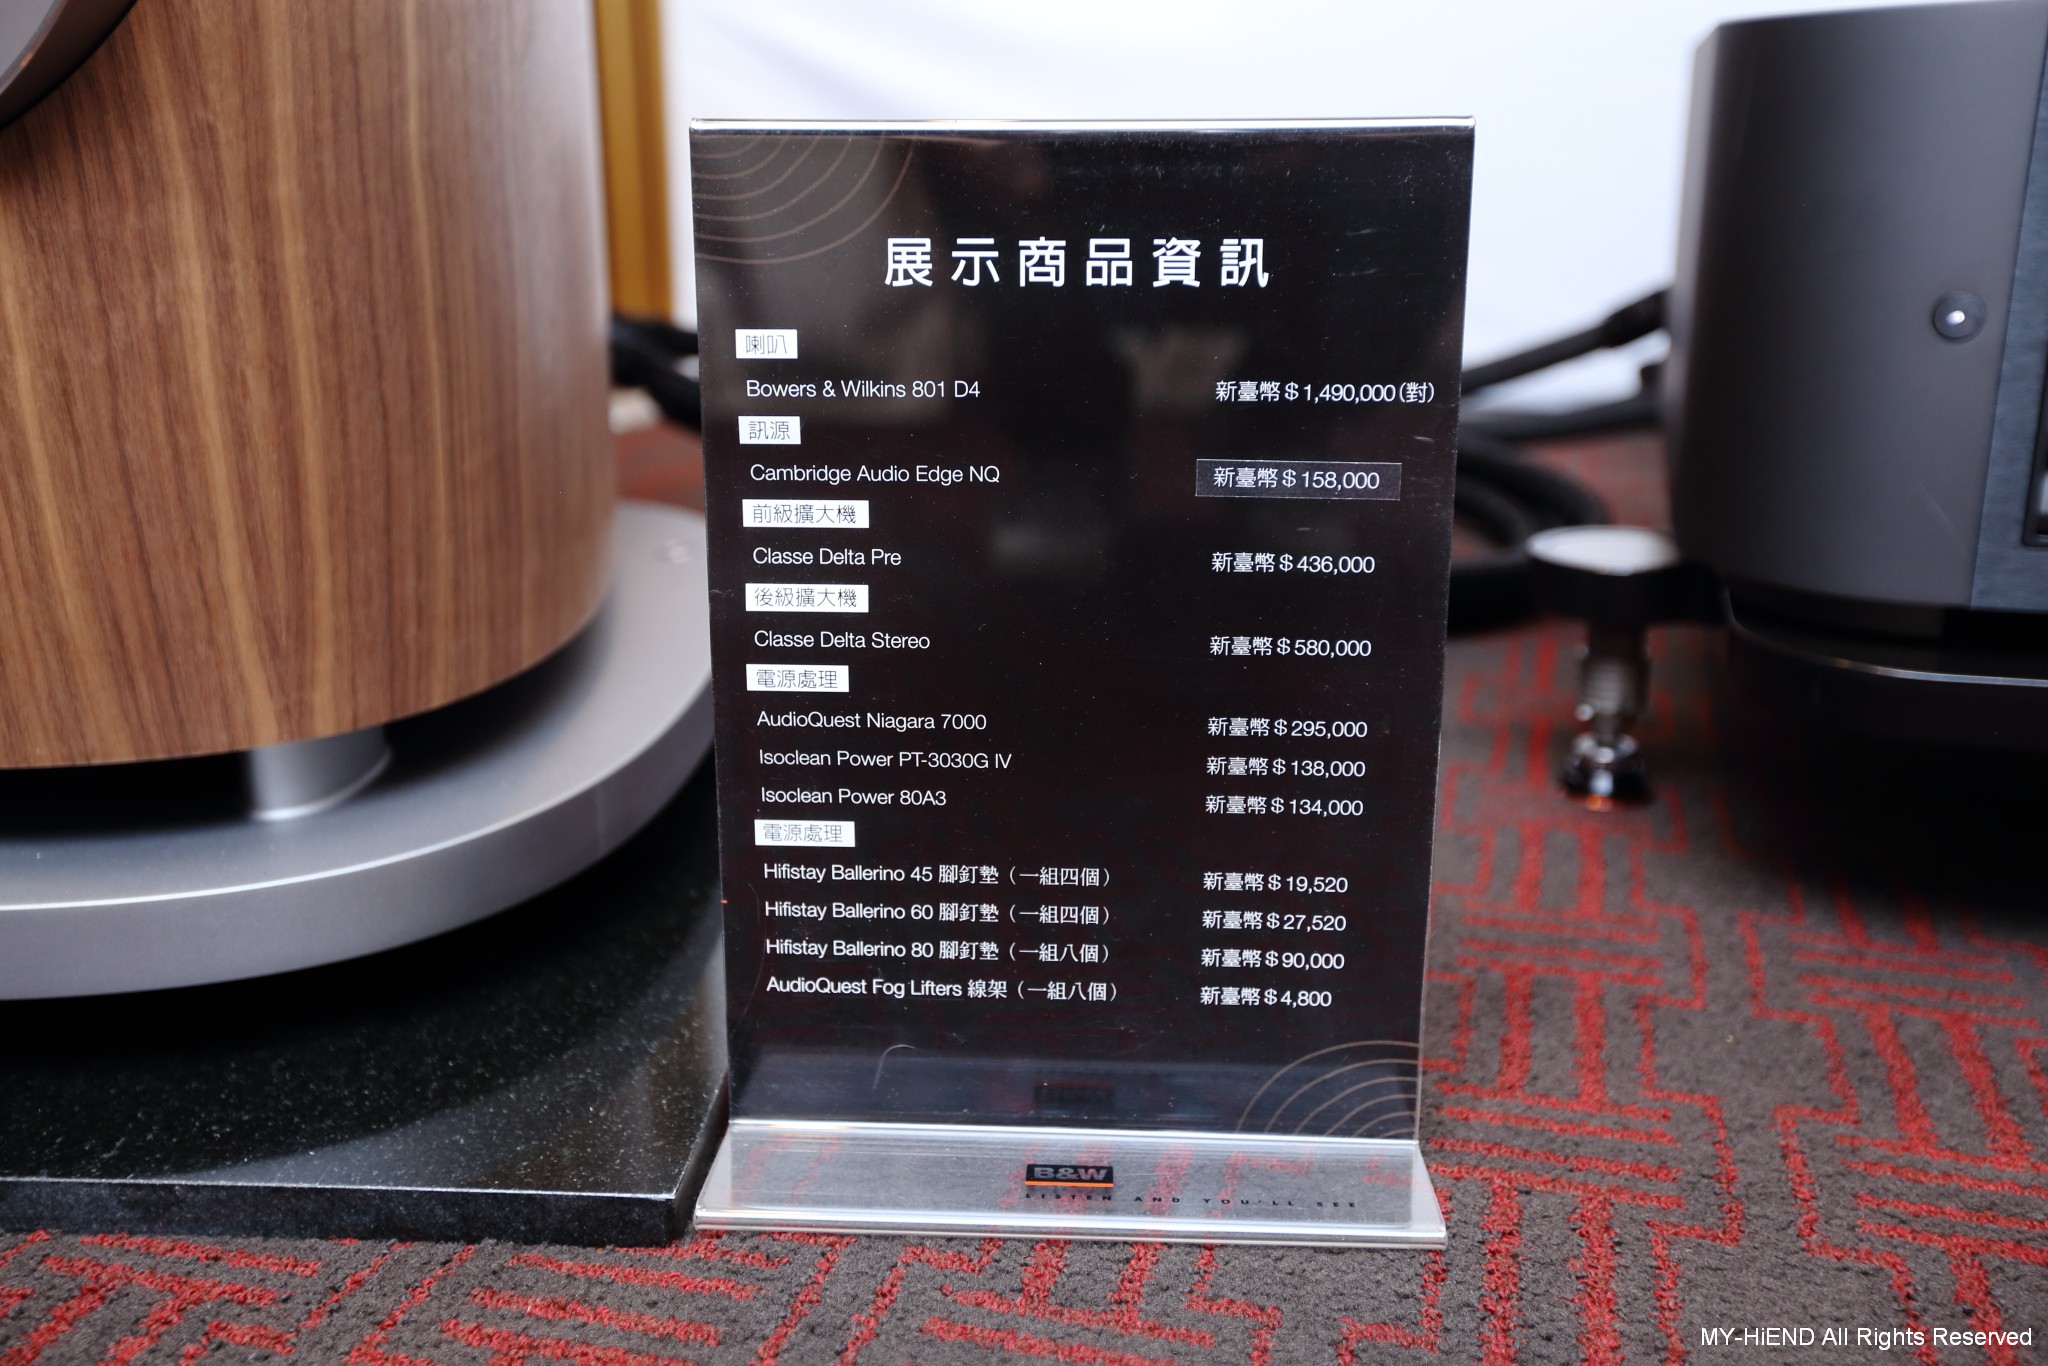 展示商品資訊
喇叭
Bowers & Wilkins 801 D4 新臺幣＄1,490,000(對)
訊源
Cambridge Audio Edge NQ 新臺幣＄158,000
前級擴大機
Classe Delta Pre 新臺幣＄436,000
後級擴大機
Classe Delta Stereo 新臺幣＄580,000
電源處理
AudioQuest Niagara 7000 新臺幣＄295,000
Isoclean Power PT-3030G IV 新臺幣＄138,000
Isoclean Power 80A3 新臺幣＄134,000
電源處理
Hifistay Ballerino 45 腳釘墊（一組四個） 新臺幣＄19,520
Hifistay Ballerino 60 腳釘墊（一組四個） 新臺幣＄27,520
Hifistay Ballerino 80 腳釘墊（一組八個） 新臺幣＄90,000
AudioQuest Fog Lifters 線架（一組八個） 新臺幣＄4,800
B&W
LISTEN AND YOU'LL SEE
MY-HiEND All Rights Reserved